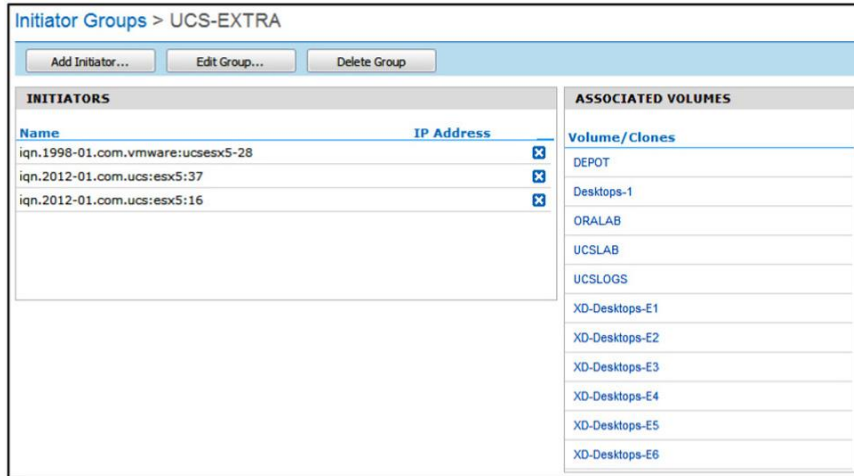 Initiator Groups > UCS-EXTRA
Add Initiator... Edit Group... Delete Group
INITIATORS
Name IP Address
iqn.1998-01.com.vmware:ucsesx5-28
iqn.2012-01.com.ucs:esx5:37
iqn.2012-01.com.ucs:esx5:16
ASSOCIATED VOLUMES
Volume/Clones
DEPOT
Desktops-1
ORALAB
UCSLAB
UCSLOGS
XD-Desktops-E1
XD-Desktops-E2
XD-Desktops-E3
XD-Desktops-E4
XD-Desktops-E5
XD-Desktops-E6